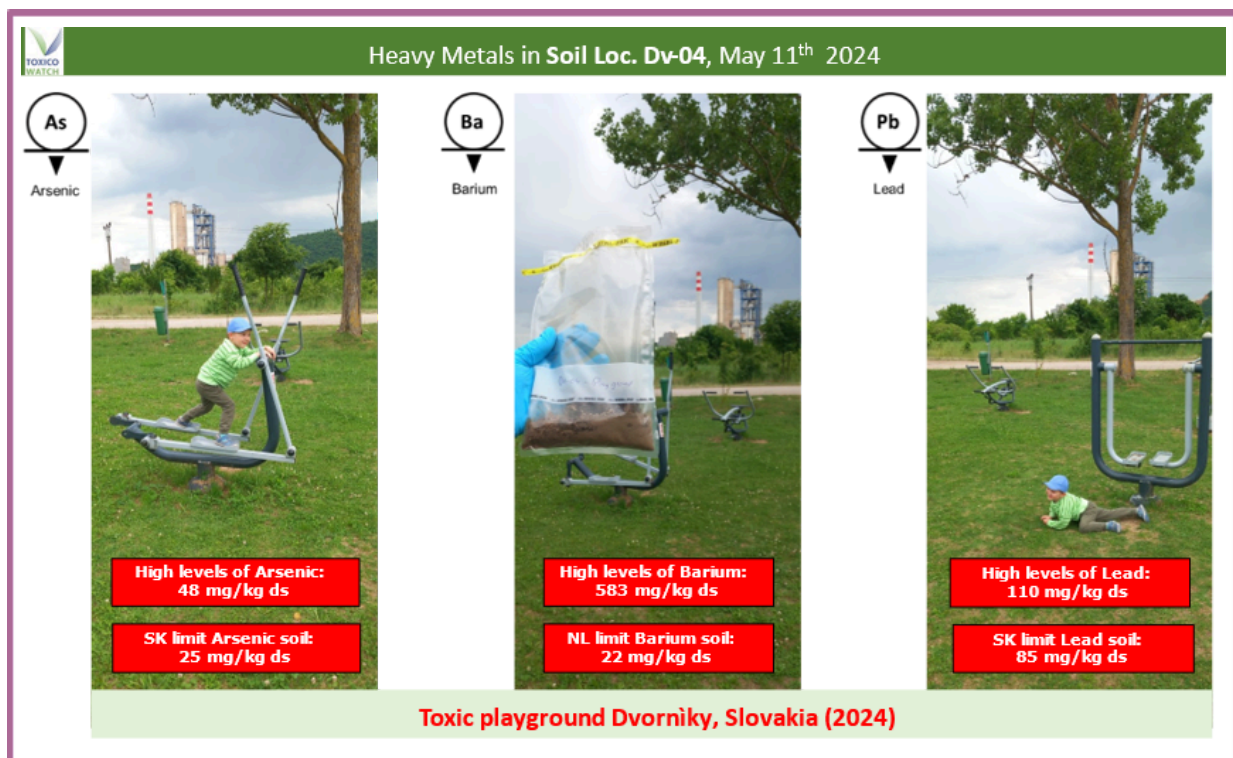 TOXICO
WATCH
Heavy Metals in Soil Loc. Dv-04, May 11th 2024
As
Arsenic
Ba
Barium
Pb
Lead
High levels of Arsenic:
48 mg/kg ds
SK limit Arsenic soil:
25 mg/kg ds
High levels of Barium:
583 mg/kg ds
NL limit Barium soil:
22 mg/kg ds
High levels of Lead:
110 mg/kg ds
SK limit Lead soil:
85 mg/kg ds
Toxic playground Dvornìky, Slovakia (2024)